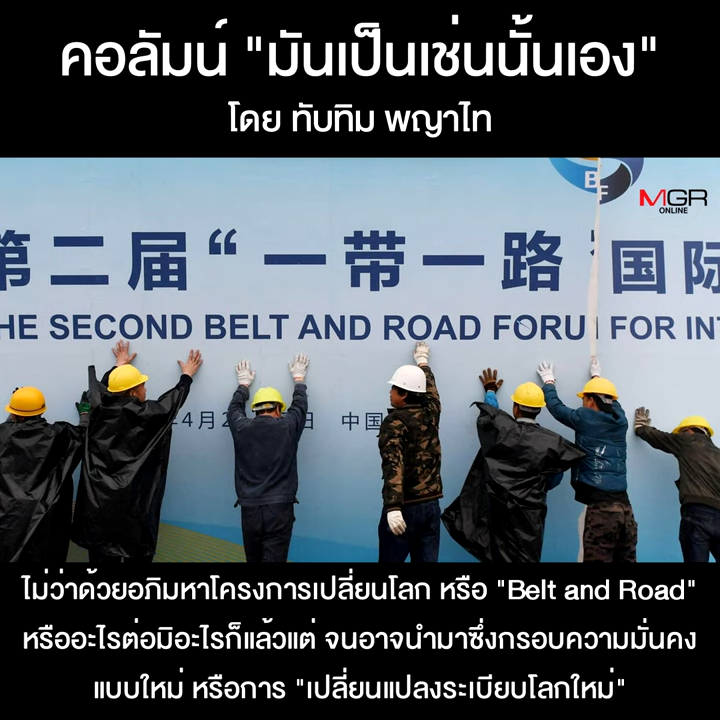 คอลัมน์ "มันเป็นเช่นนั้นเอง"
โดย ทับทิม พญาไท
BF
MGR
ONLINE
第二届“一带一路”国际
HE SECOND BELT AND ROAD FORU FOR INT
年4月2 日 中国
ไม่ว่าด้วยอภิมหาโครงการเปลี่ยนโลก หรือ "Belt and Road"
หรืออะไรต่อมิอะไรก็แล้วแต่ จนอาจนำมาซึ่งกรอบความมั่นคง
แบบใหม่ หรือการ "เปลี่ยนแปลงระเบียบโลกใหม่"